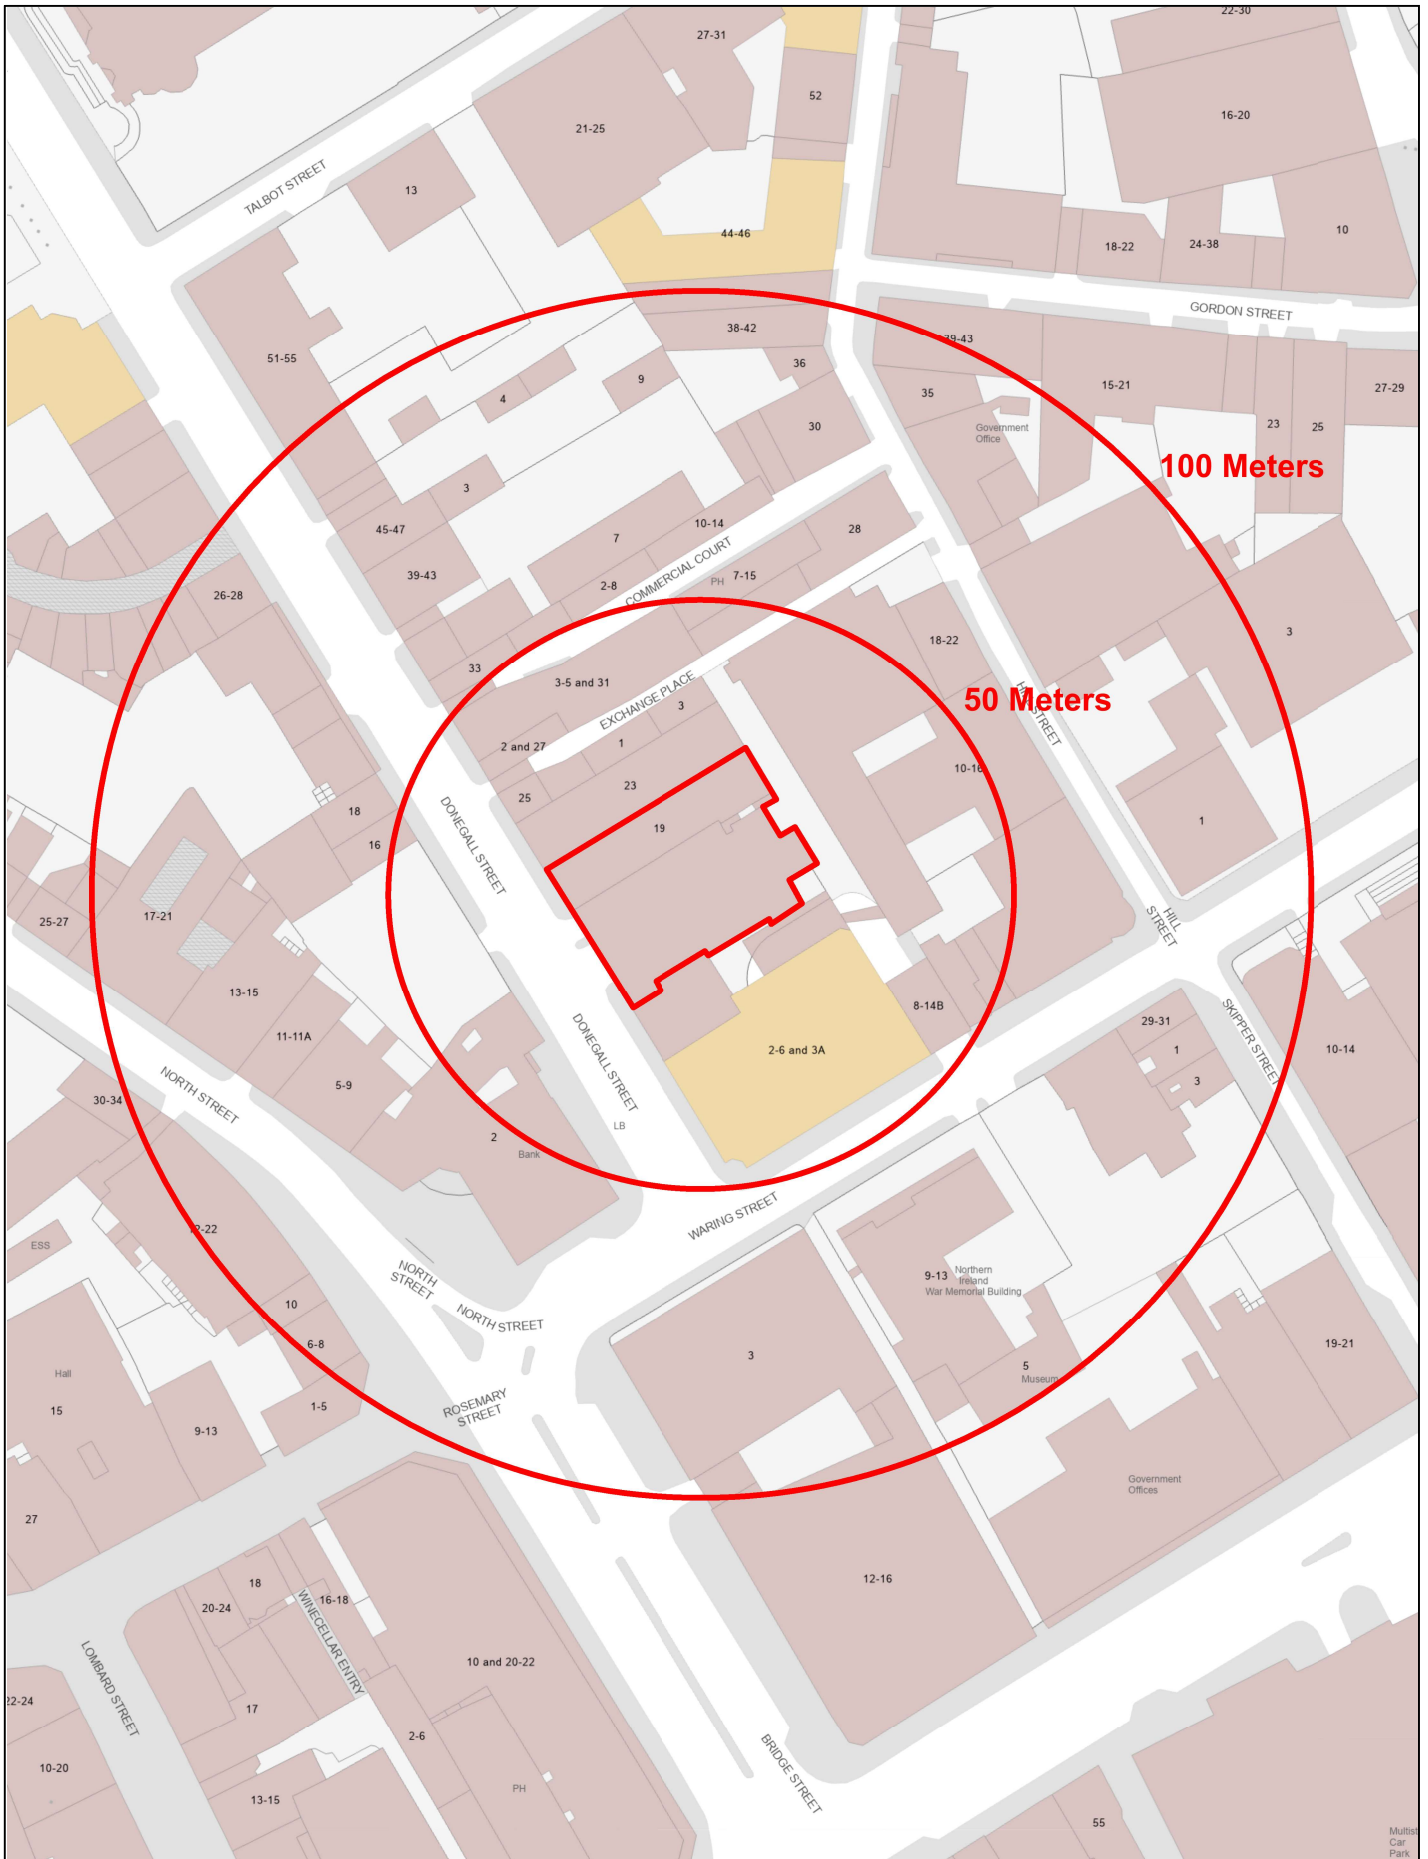 22-30
27-31
52
16-20
21-25
TALBOT STREET
13
44-46
18-22
24-38
10
GORDON STREET
38-42
39-43
51-55
36
9
4
35
15-21
27-29
Government
Office
30
23
25
100 Meters
3
45-47
10-14
28
7
39-43
COMMERCIAL COURT
PH
7-15
2-8
26-28
3
18-22
33
3-5 and 31
50 Meters
HILL STREET
EXCHANGE PLACE
3
2 and 27
1
10-16
23
25
DONEGALL STREET
18
19
16
1
25-27
17-21
HILL
STREET
13-15
8-14B
SKIPPER STREET
29-31
11-11A
DONEGALL STREET
2-6 and 3A
1
10-14
5-9
3
NORTH STREET
30-34
LB
2
Bank
WARING STREET
12-22
ESS
NORTH
STREET
9-13
Northern
Ireland
War Memorial Building
10
NORTH STREET
6-8
3
19-21
5
Museum
Hall
15
ROSEMARY
STREET
1-5
9-13
Government
Offices
27
12-16
18
16-18
20-24
WINECELLAR ENTRY
LOMBARD STREET
10 and 20-22
22-24
17
2-6
10-20
BRIDGE STREET
PH
13-15
55
Multist
Car
Park